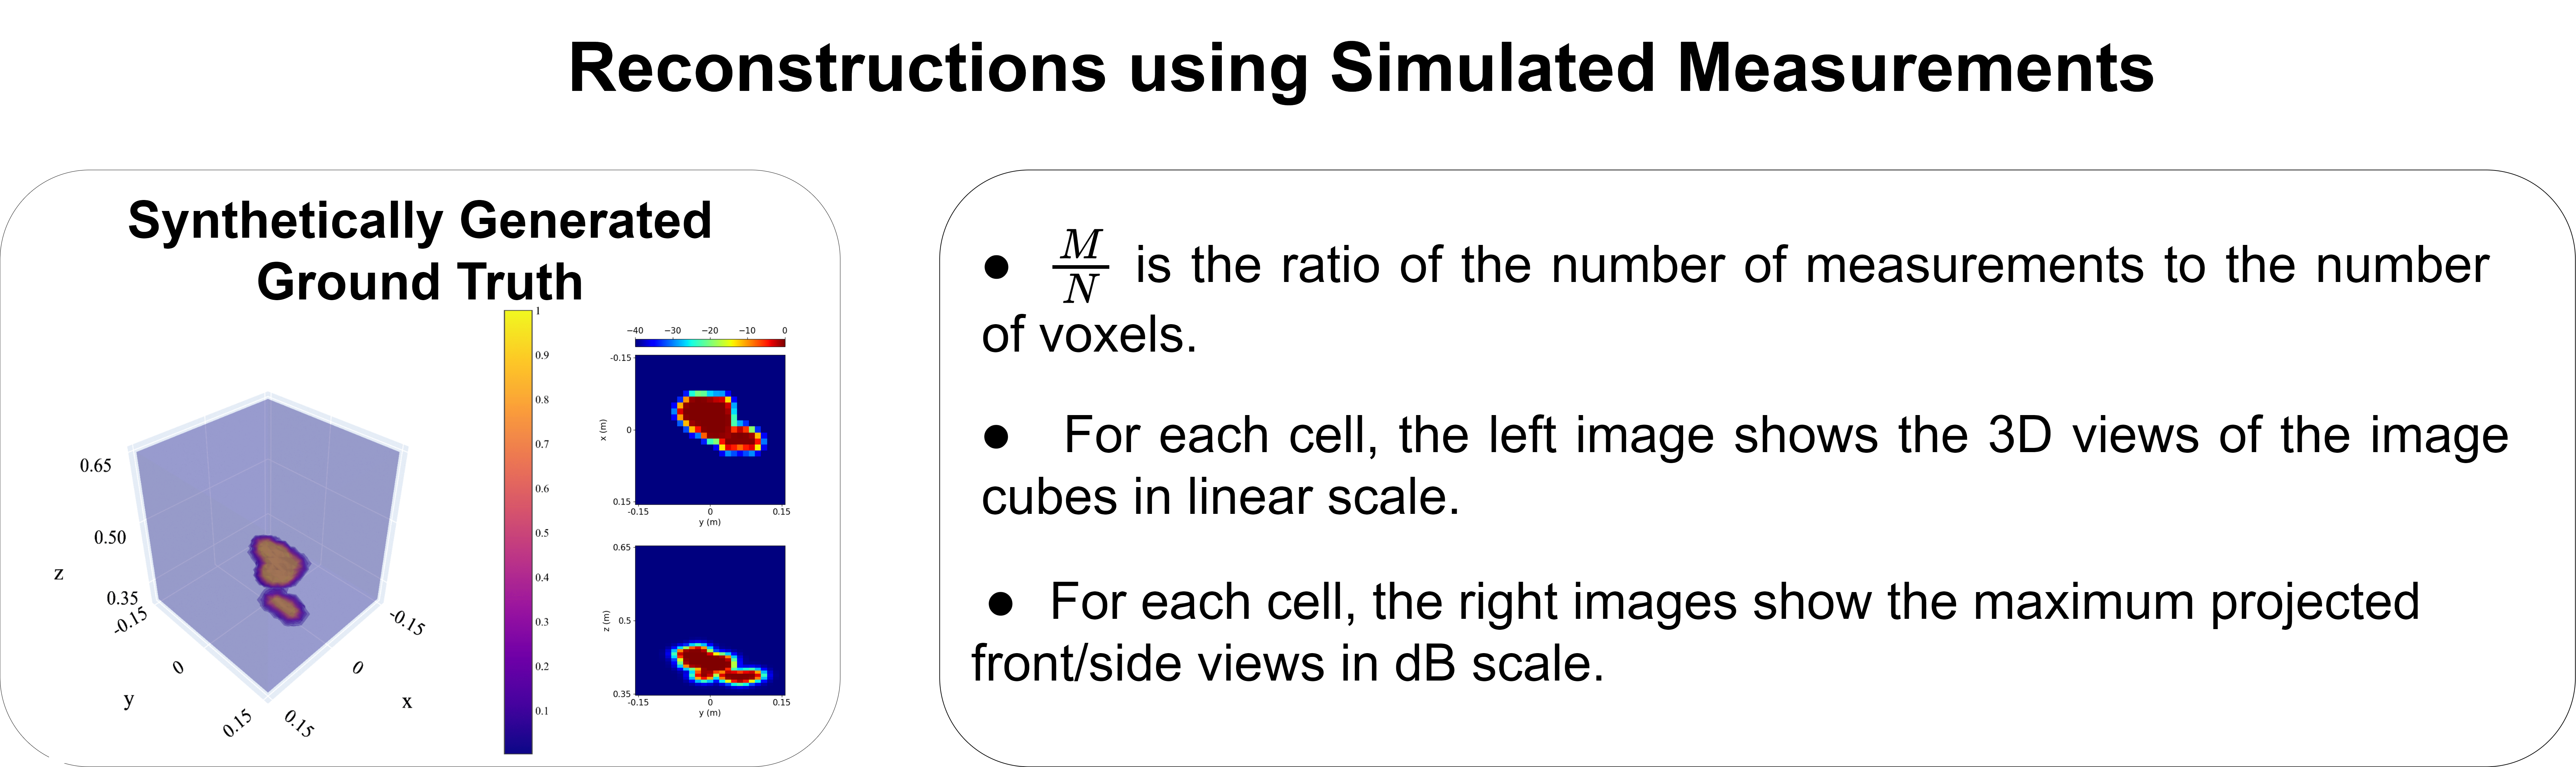 Reconstructions using Simulated Measurements
Synthetically Generated
Ground Truth
0.65
0.50
z
0.35
-0.15
0
y
0.15
0.15
x
0
-0.15
1
0.9
0.8
0.7
0.6
0.5
0.4
0.3
0.2
0.1
−40 −30 −20 −10 0
-0.15
x (m)
0
0.15
-0.15 0 0.15
y (m)
0.65
z (m)
0.5
0.35
-0.15 0 0.15
y (m)
● M/N is the ratio of the number of measurements to the number
of voxels.
● For each cell, the left image shows the 3D views of the image
cubes in linear scale.
● For each cell, the right images show the maximum projected
front/side views in dB scale.